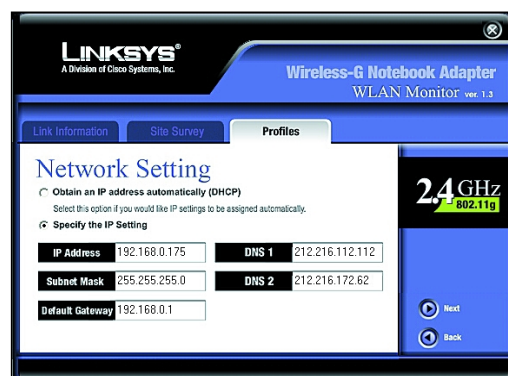 LINKSYS®
A Division of Cisco Systems, Inc.
Wireless-G Notebook Adapter
WLAN Monitor ver. 1.3
Link Information Site Survey Profiles
Network Setting
Obtain an IP address automatically (DHCP)
Select this option if you would like IP settings to be assigned automatically.
Specify the IP Setting
IP Address 192.168.0.175 DNS 1 212.216.112.112
Subnet Mask 255.255.255.0 DNS 2 212.216.172.62
Default Gateway 192.168.0.1
2.4 GHz
802.11g
Next
Back